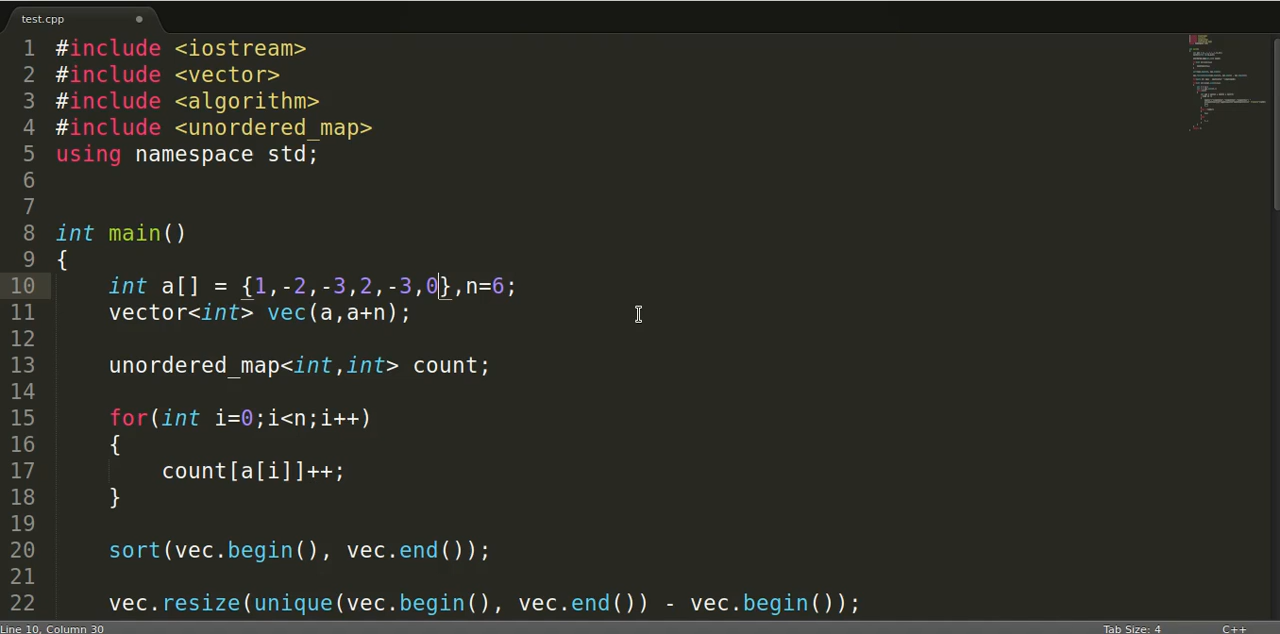 test.cpp
1 #include <iostream>
2 #include <vector>
3 #include <algorithm>
4 #include <unordered_map>
5 using namespace std;
6
7
8 int main()
9 {
10 int a[] = {1,-2,-3,2,-3,0},n=6;
11 vector<int> vec(a,a+n);
12
13 unordered_map<int,int> count;
14
15 for(int i=0;i<n;i++)
16 {
17 count[a[i]]++;
18 }
19
20 sort(vec.begin(), vec.end());
21
22 vec.resize(unique(vec.begin(), vec.end()) - vec.begin());
Line 10, Column 30 Tab Size: 4 C++